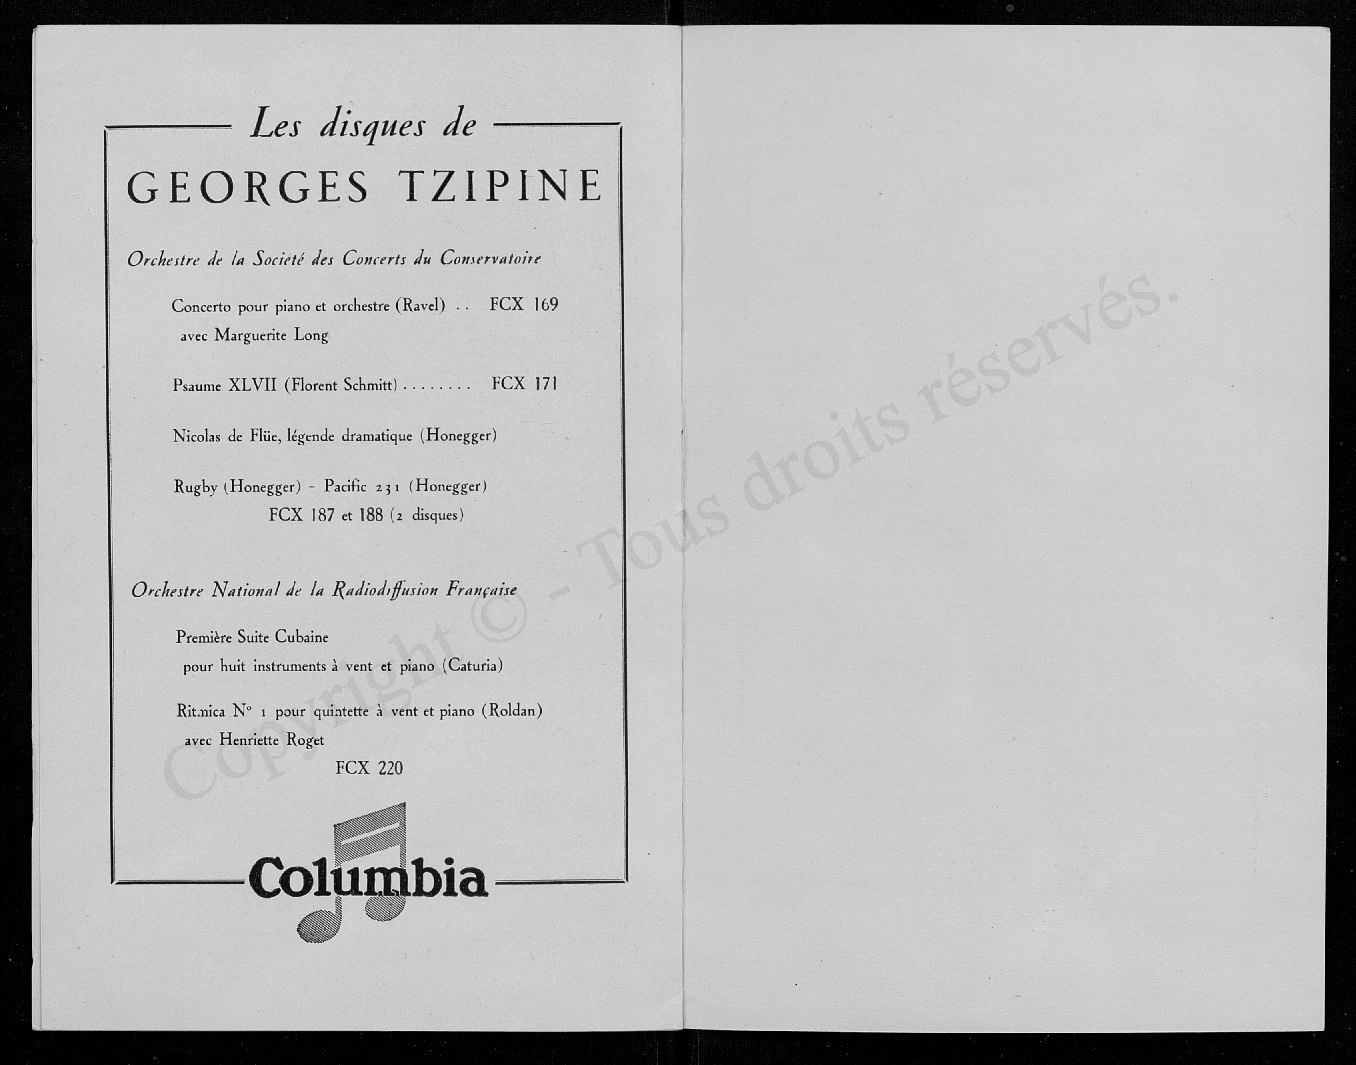 Les disques de
GEORGES TZIPINE
Orchestre de la Societé des Concerts du Conservatoire
Concerto pour piano et orchestre (Ravel) . . FCX 169
avec Marguerite Long
Psaume XLVII (Florent Schmitt) . . . . . . . . FCX 171
Nicolas de Flüe, légende dramatique (Honegger)
Rugby (Honegger) - Pacific 231 (Honegger)
FCX 187 et 188 (2 disques)
Orchestre National de la Radiodiffusion Française
Première Suite Cubaine
pour huit instruments à vent et piano (Caturia)
Ritmica N° 1 pour quintette à vent et piano (Roldan)
avec Henriette Roget
FCX 220
Columbia
Copyright © - Tous droits réservés.